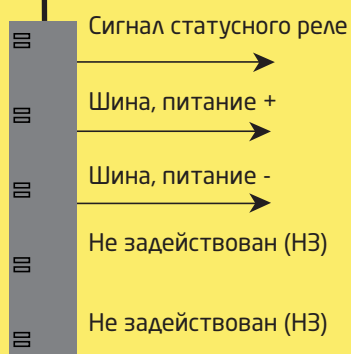 Сигнал статусного реле
Шина, питание +
Шина, питание -
Не задействован (НЗ)
Не задействован (НЗ)